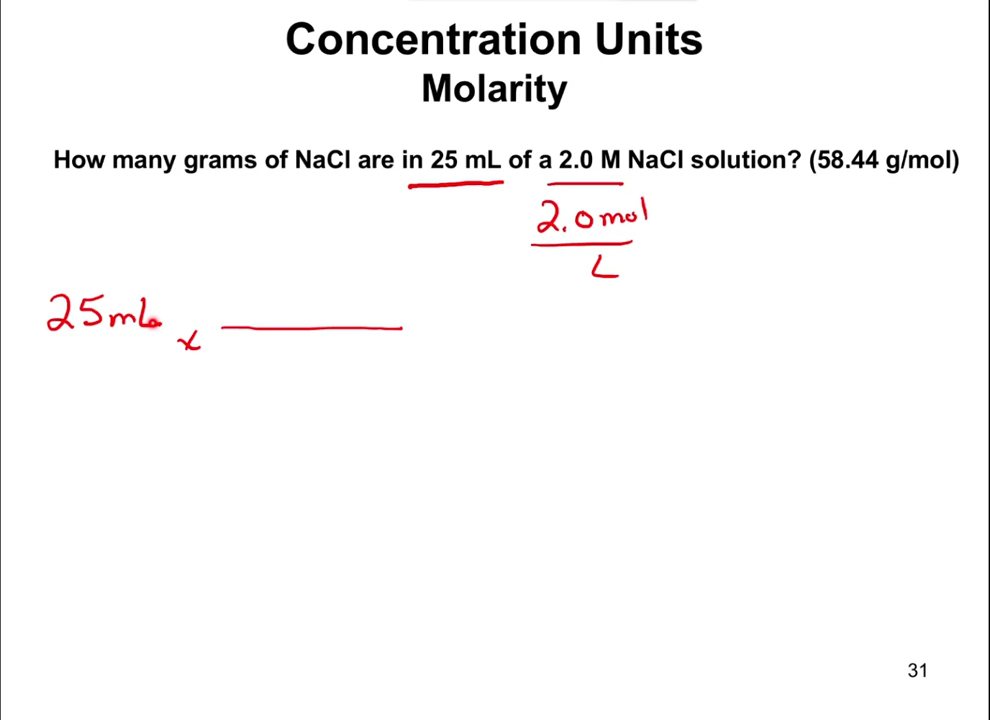 Concentration Units
Molarity
How many grams of NaCl are in 25 mL of a 2.0 M NaCl solution? (58.44 g/mol)
2.0 mol
L
25 mL x
31